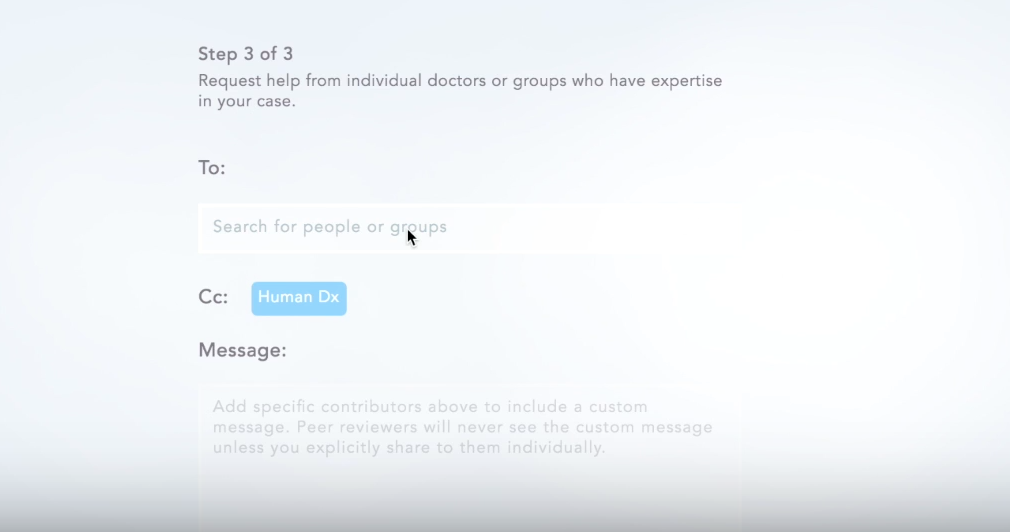 Step 3 of 3
Request help from individual doctors or groups who have expertise
in your case.
To:
Search for people or groups
Cc: Human Dx
Message:
Add specific contributors above to include a custom
message. Peer reviewers will never see the custom message
unless you explicitly share to them individually.